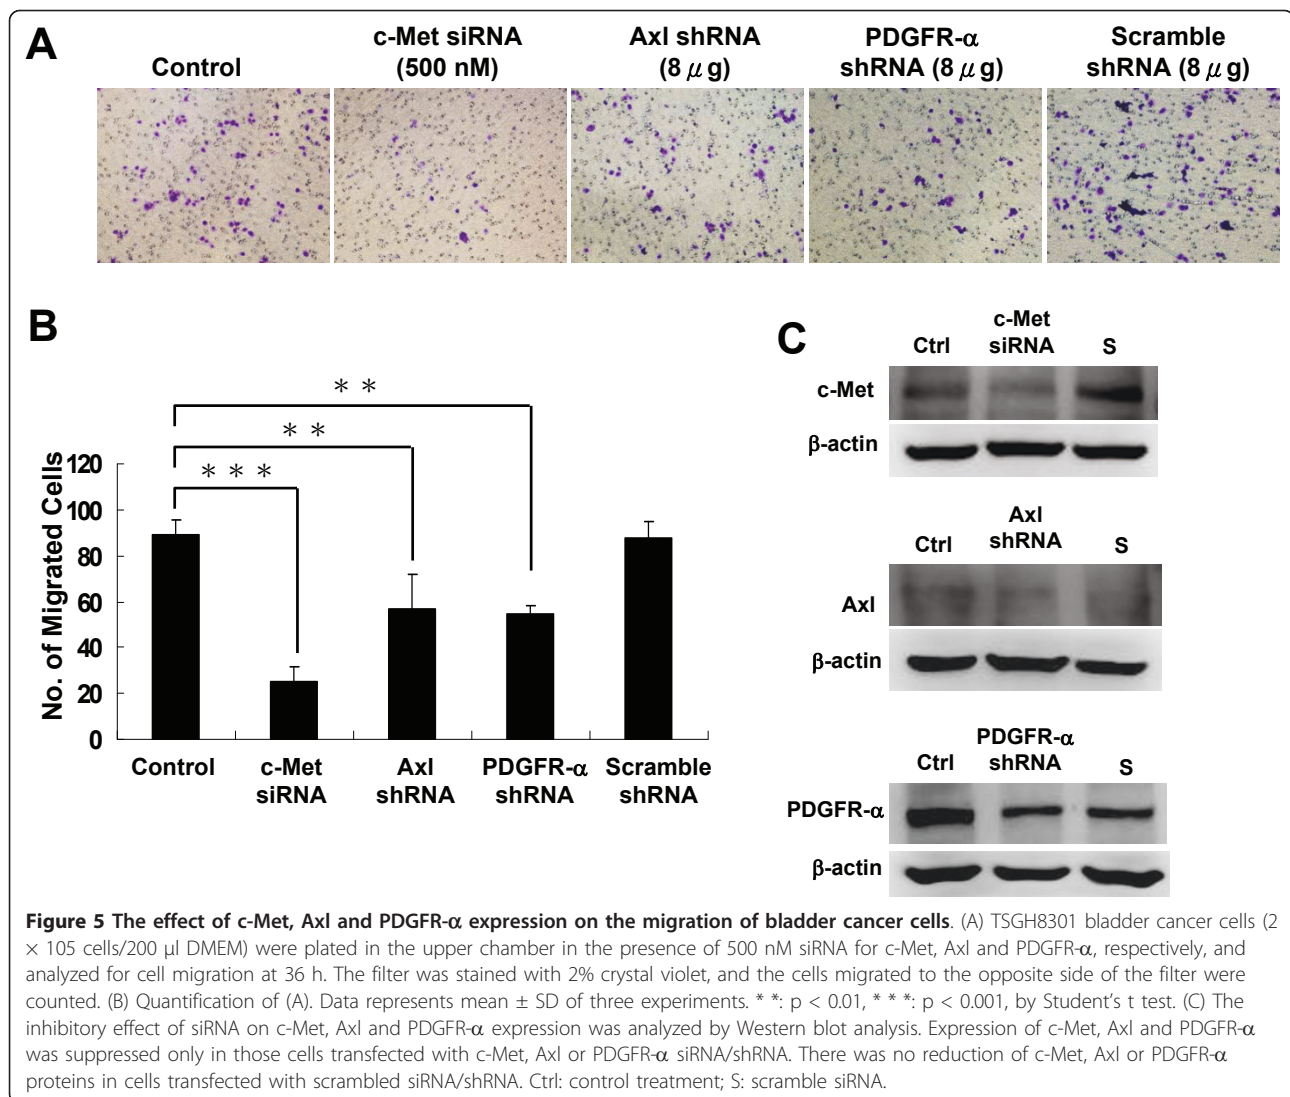 A
Control
c-Met siRNA
(500 nM)
Axl shRNA
(8 μg)
PDGFR-α
shRNA (8 μg)
Scramble
shRNA (8 μg)
B
No. of Migrated Cells
120
100
80
60
40
20
0
* *
* *
* * *
Control
c-Met
siRNA
Axl
shRNA
PDGFR-α
shRNA
Scramble
shRNA
C
Ctrl
c-Met
siRNA
S
c-Met
β-actin
Ctrl
Axl
shRNA
S
Axl
β-actin
Ctrl
PDGFR-α
shRNA
S
PDGFR-α
β-actin
Figure 5 The effect of c-Met, Axl and PDGFR-α expression on the migration of bladder cancer cells. (A) TSGH8301 bladder cancer cells (2
× 105 cells/200 μl DMEM) were plated in the upper chamber in the presence of 500 nM siRNA for c-Met, Axl and PDGFR-α, respectively, and
analyzed for cell migration at 36 h. The filter was stained with 2% crystal violet, and the cells migrated to the opposite side of the filter were
counted. (B) Quantification of (A). Data represents mean ± SD of three experiments. * *: p < 0.01, * * *: p < 0.001, by Student's t test. (C) The
inhibitory effect of siRNA on c-Met, Axl and PDGFR-α expression was analyzed by Western blot analysis. Expression of c-Met, Axl and PDGFR-α
was suppressed only in those cells transfected with c-Met, Axl or PDGFR-α siRNA/shRNA. There was no reduction of c-Met, Axl or PDGFR-α
proteins in cells transfected with scrambled siRNA/shRNA. Ctrl: control treatment; S: scramble siRNA.